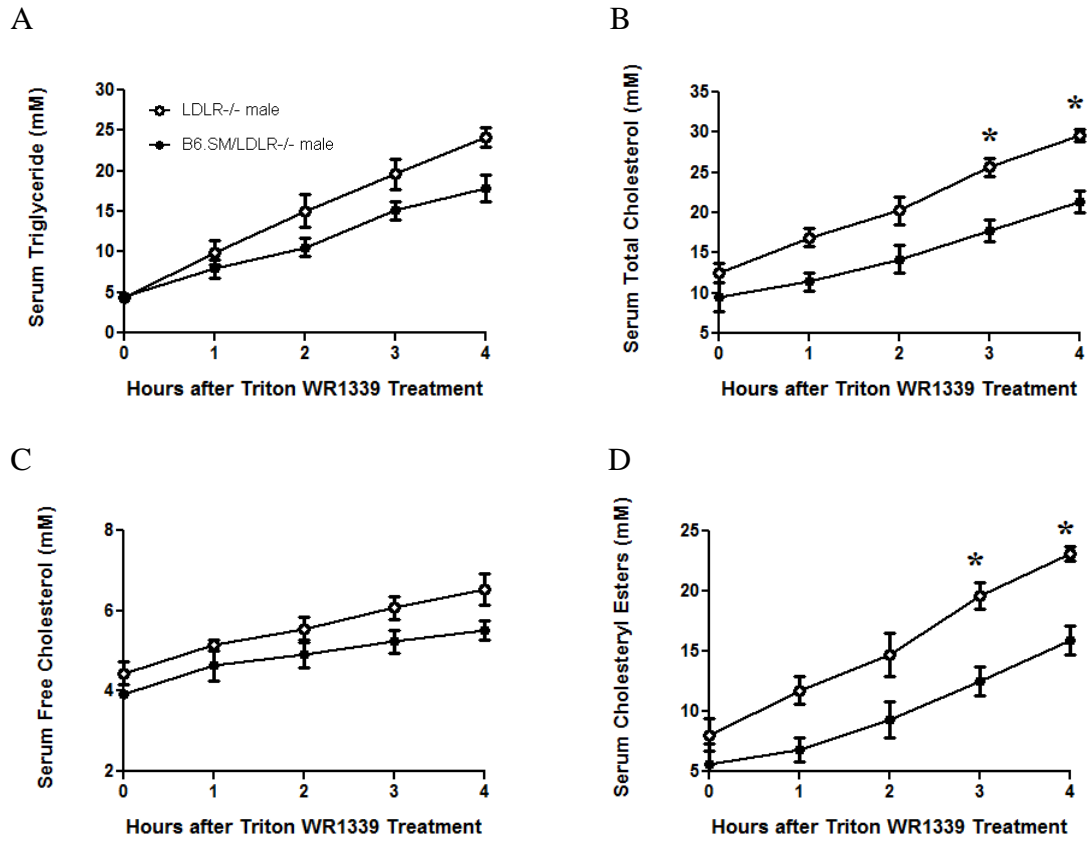 A
Serum Triglyceride (mM)
30
25
20
15
10
5
0
LDLR-/- male
B6.SM/LDLR-/- male
0 1 2 3 4
Hours after Triton WR1339 Treatment
B
Serum Total Cholesterol (mM)
35
30
25
20
15
10
5
* *
0 1 2 3 4
Hours after Triton WR1339 Treatment
C
Serum Free Cholesterol (mM)
8
6
4
2
0 1 2 3 4
Hours after Triton WR1339 Treatment
D
Serum Cholesteryl Esters (mM)
25
20
15
10
5
* *
0 1 2 3 4
Hours after Triton WR1339 Treatment